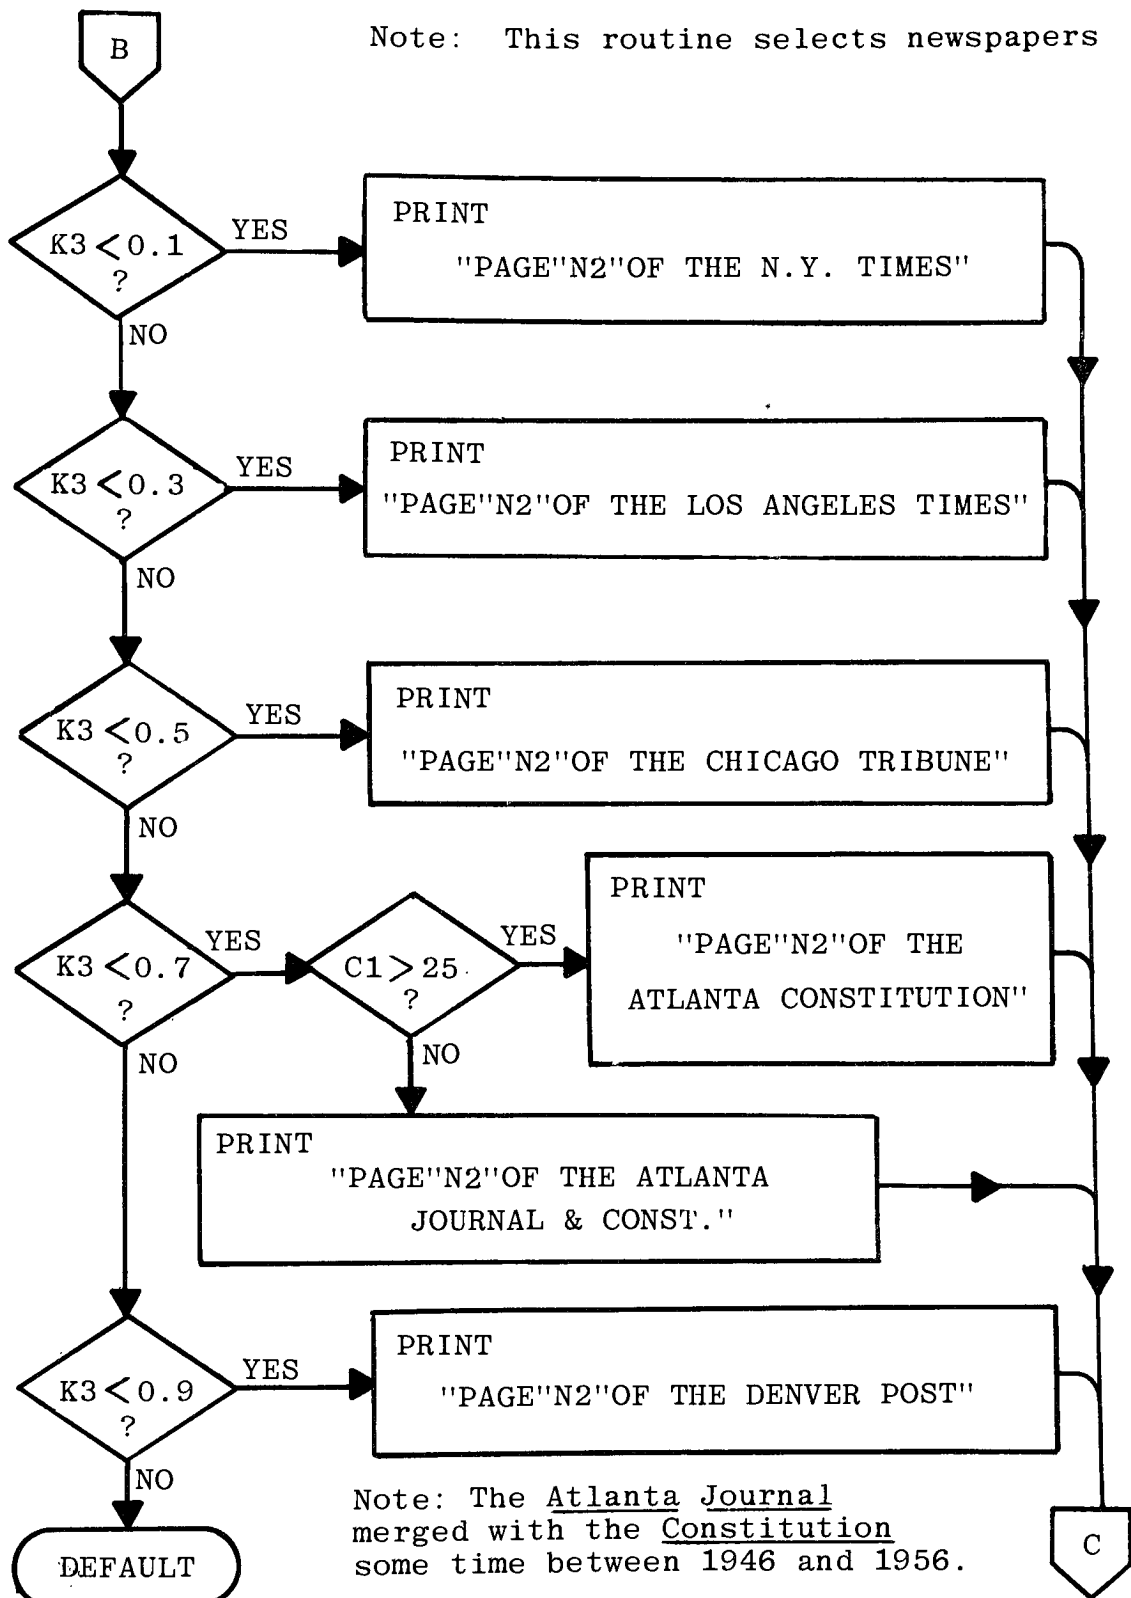 B
Note: This routine selects newspapers
K3 <0.1
?
YES
PRINT
"PAGE"N2"OF THE N.Y. TIMES"
NO
K3 <0.3
?
YES
PRINT
"PAGE"N2"OF THE LOS ANGELES TIMES"
NO
K3 <0.5
?
YES
PRINT
"PAGE"N2"OF THE CHICAGO TRIBUNE"
NO
K3 <0.7
?
YES
C1>25
?
YES
PRINT
"PAGE"N2"OF THE
ATLANTA CONSTITUTION"
NO
NO
PRINT
"PAGE"N2"OF THE ATLANTA
JOURNAL & CONST."
K3 <0.9
?
YES
PRINT
"PAGE"N2"OF THE DENVER POST"
NO
DEFAULT
Note: The Atlanta Journal
merged with the Constitution
some time between 1946 and 1956.
C